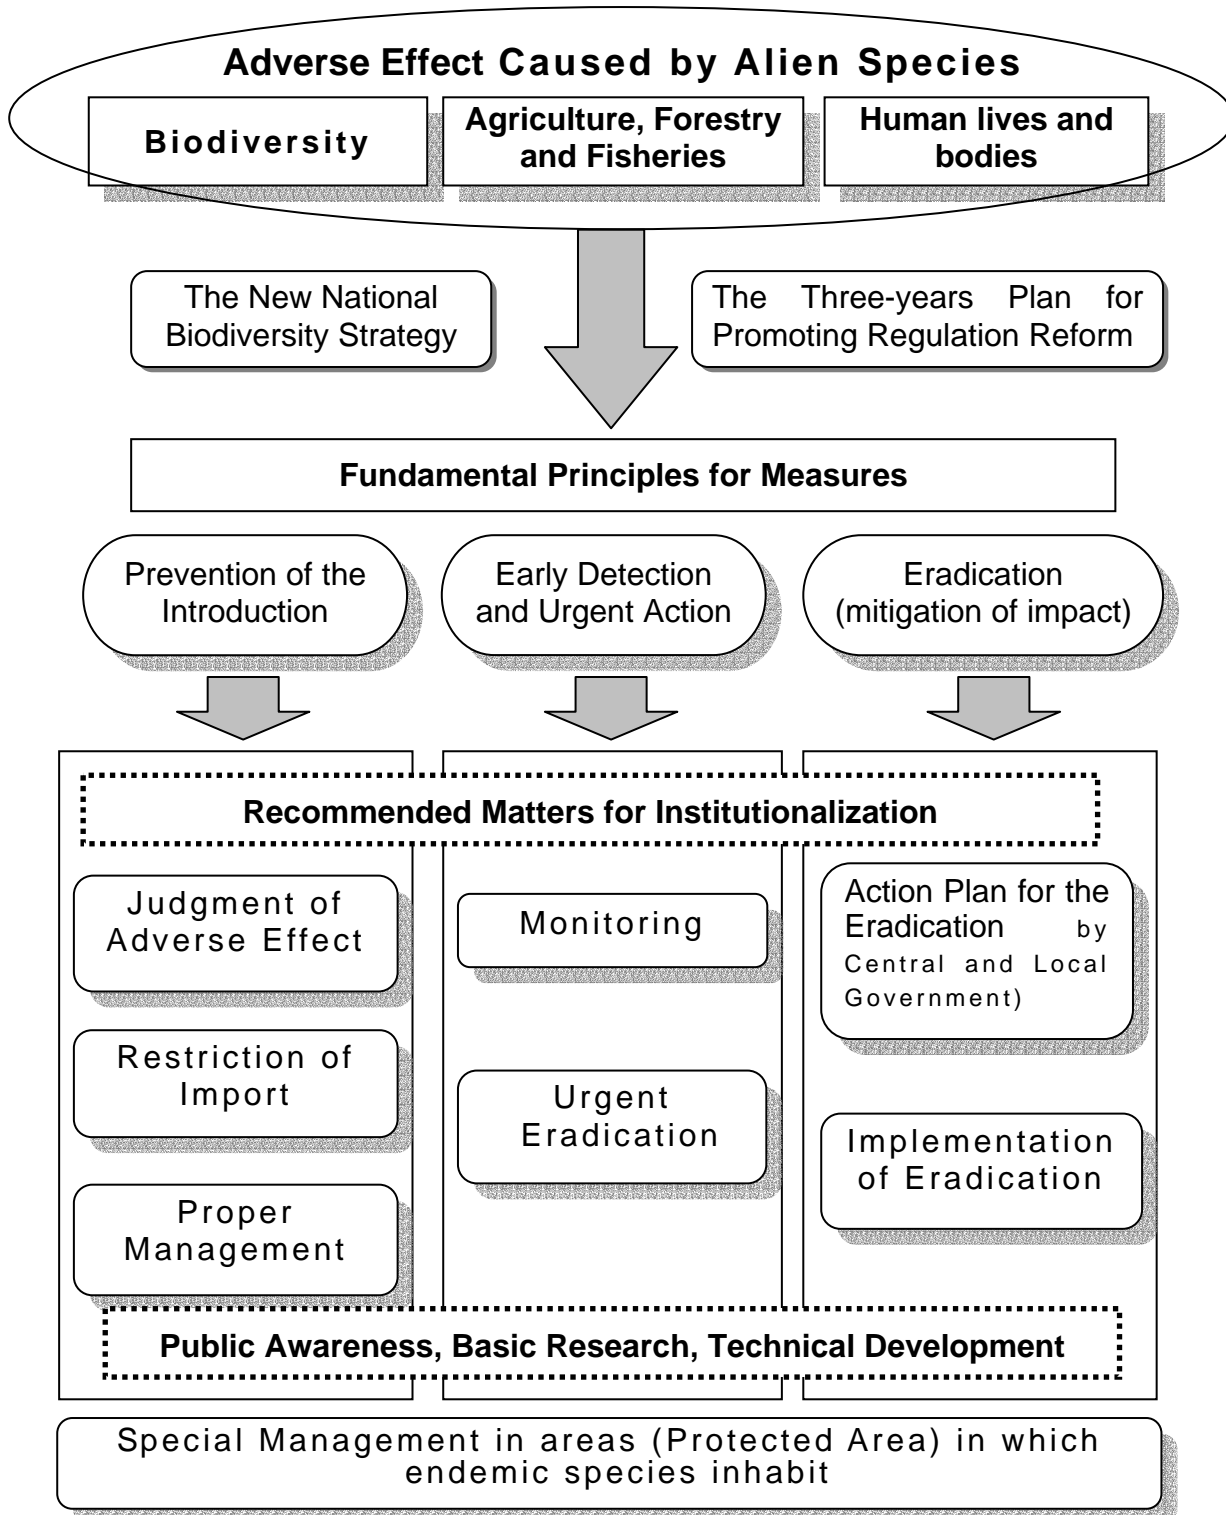 Adverse Effect Caused by Alien Species
Biodiversity
Agriculture, Forestry
and Fisheries
Human lives and
bodies
The New National
Biodiversity Strategy
The Three-years Plan for
Promoting Regulation Reform
Fundamental Principles for Measures
Prevention of the
Introduction
Early Detection
and Urgent Action
Eradication
(mitigation of impact)
Recommended Matters for Institutionalization
Judgment of
Adverse Effect
Restriction of
Import
Proper
Management
Monitoring
Urgent
Eradication
Action Plan for the
Eradication by
Central and Local
Government)
Implementation
of Eradication
Public Awareness, Basic Research, Technical Development
Special Management in areas (Protected Area) in which
endemic species inhabit